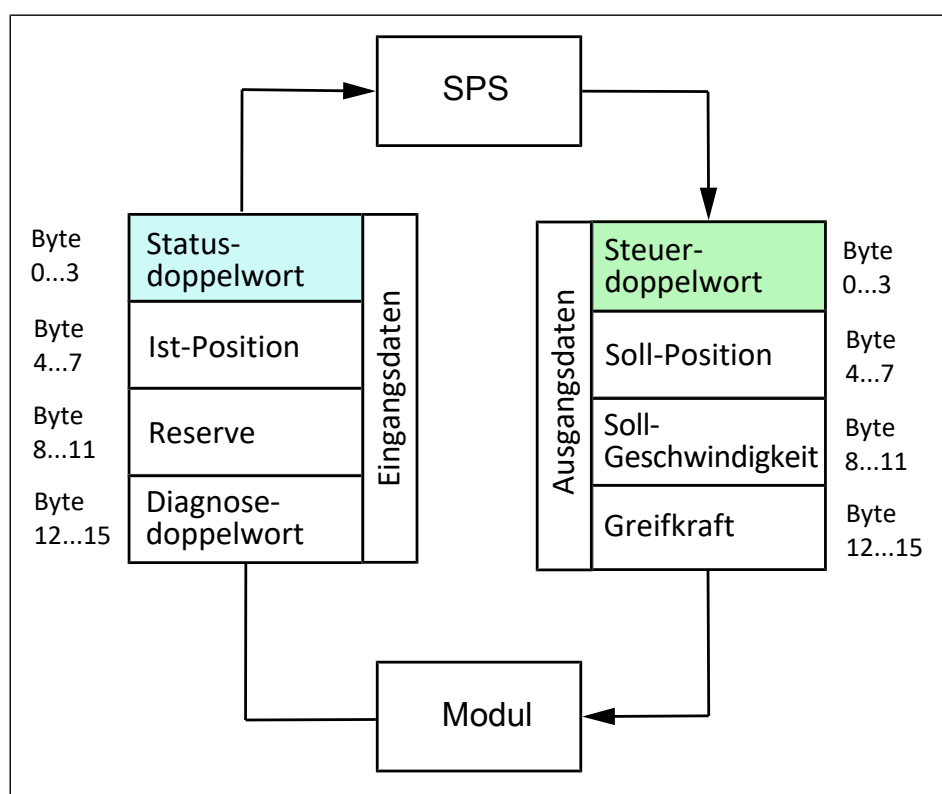 SPS
Byte
0...3
Status-
doppelwort
Byte
4...7
Ist-Position
Byte
8...11
Reserve
Byte
12...15
Diagnose-
doppelwort
Eingangsdaten
Ausgangsdaten
Steuer-
doppelwort
Byte
0...3
Soll-Position
Byte
4...7
Soll-
Geschwindigkeit
Byte
8...11
Greifkraft
Byte
12...15
Modul